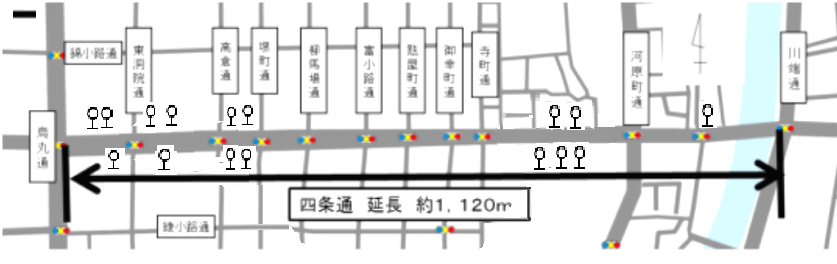 錦小路通
東洞院通
高倉通
堺町通
柳馬場通
富小路通
麩屋町通
御幸町通
寺町通
河原町通
川端通
烏丸通
四条通 延長 約1,120m
綾小路通